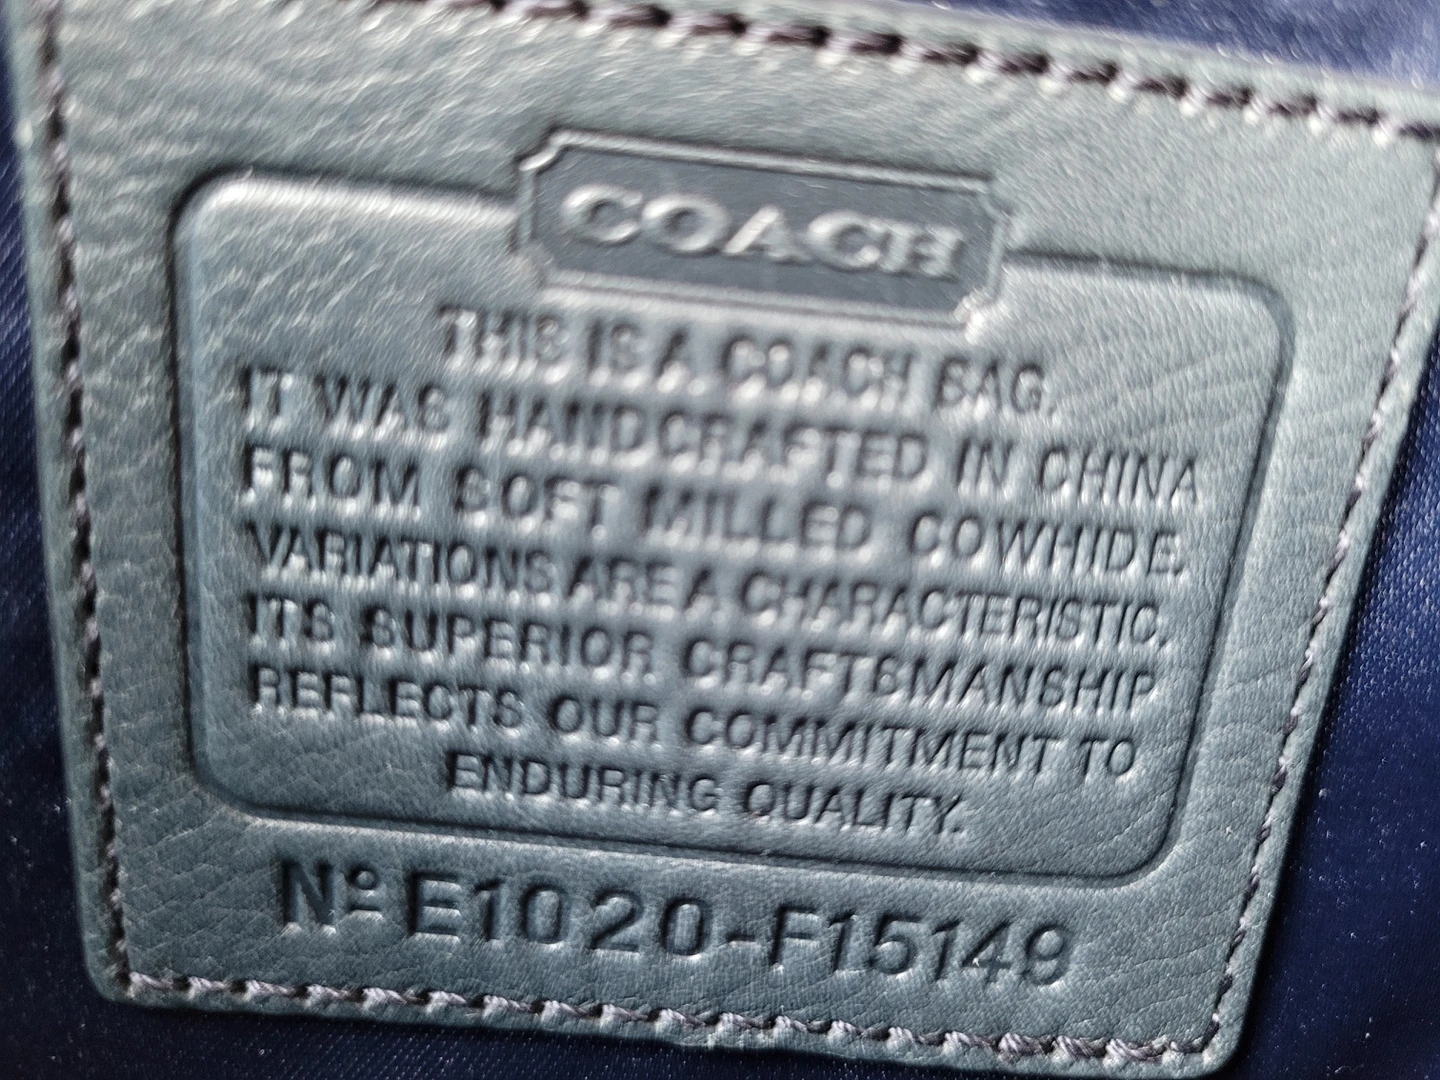 COACH
THIS IS A COACH BAG.
IT WAS HANDCRAFTED IN CHINA
FROM SOFT MILLED COWHIDE.
VARIATIONS ARE A CHARACTERISTIC.
ITS SUPERIOR CRAFTSMANSHIP
REFLECTS OUR COMMITMENT TO
ENDURING QUALITY.
Nº E1020-F15149